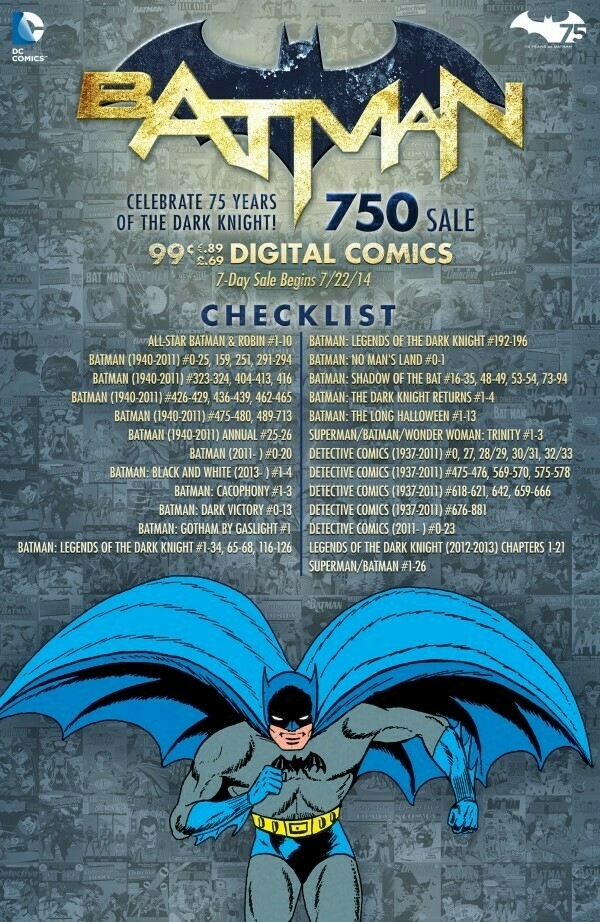 DC
COMICS™
75
75 YEARS OF BATMAN
BATMAN
CELEBRATE 75 YEARS
OF THE DARK KNIGHT!
750 SALE
99¢ €.89 £.69 DIGITAL COMICS
7-Day Sale Begins 7/22/14
CHECKLIST
ALL-STAR BATMAN & ROBIN #1-10
BATMAN (1940-2011) #0-25, 159, 251, 291-294
BATMAN (1940-2011) #323-324, 404-413, 416
BATMAN (1940-2011) #426-429, 436-439, 462-465
BATMAN (1940-2011) #475-480, 489-713
BATMAN (1940-2011) ANNUAL #25-26
BATMAN (2011- ) #0-20
BATMAN: BLACK AND WHITE (2013- ) #1-4
BATMAN: CACOPHONY #1-3
BATMAN: DARK VICTORY #0-13
BATMAN: GOTHAM BY GASLIGHT #1
BATMAN: LEGENDS OF THE DARK KNIGHT #1-34, 65-68, 116-126
BATMAN: LEGENDS OF THE DARK KNIGHT #192-196
BATMAN: NO MAN'S LAND #0-1
BATMAN: SHADOW OF THE BAT #16-35, 48-49, 53-54, 73-94
BATMAN: THE DARK KNIGHT RETURNS #1-4
BATMAN: THE LONG HALLOWEEN #1-13
SUPERMAN/BATMAN/WONDER WOMAN: TRINITY #1-3
DETECTIVE COMICS (1937-2011) #0, 27, 28/29, 30/31, 32/33
DETECTIVE COMICS (1937-2011) #475-476, 569-570, 575-578
DETECTIVE COMICS (1937-2011) #618-621, 642, 659-666
DETECTIVE COMICS (1937-2011) #676-881
DETECTIVE COMICS (2011- ) #0-23
LEGENDS OF THE DARK KNIGHT (2012-2013) CHAPTERS 1-21
SUPERMAN/BATMAN #1-26